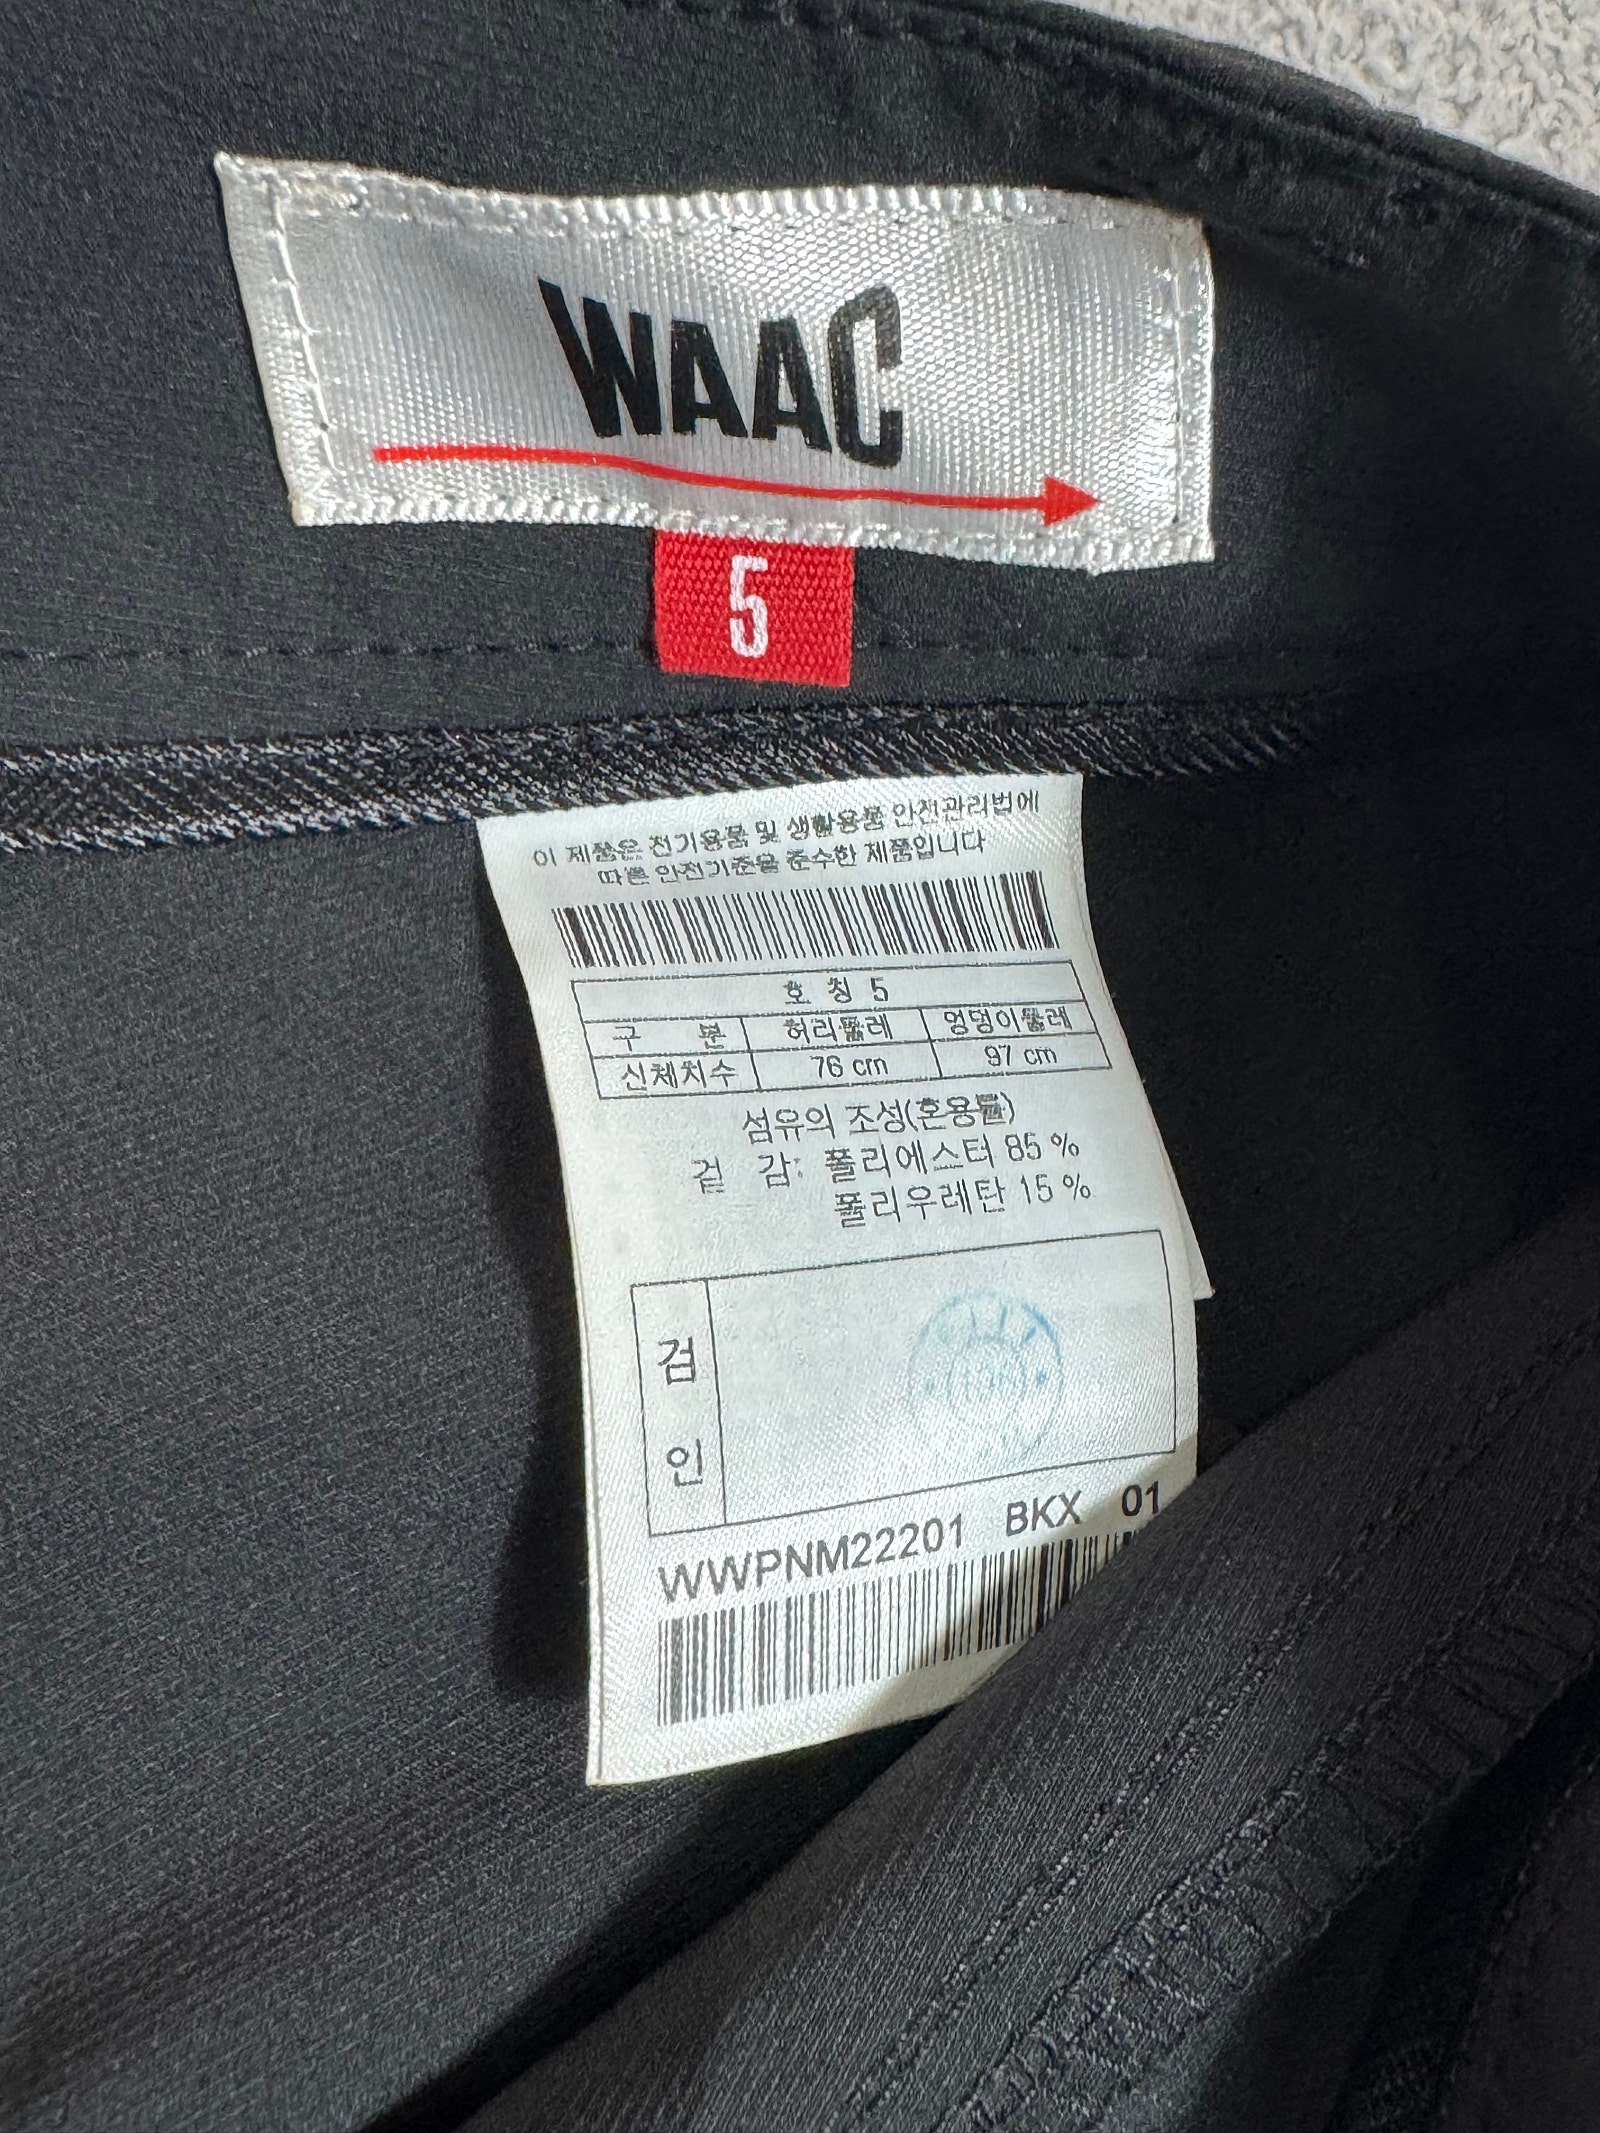 WAAC
5
이 제품은 전기용품 및 생활용품 안전관리법에
따른 안전기준을 준수한 제품입니다
호 칭 5
구 분 허리둘레 엉덩이둘레
신체치수 76 cm 97 cm
섬유의 조성(혼용률)
겉 감: 폴리에스터 85 %
폴리우레탄 15 %
검
인
WWPNM22201 BKX 01